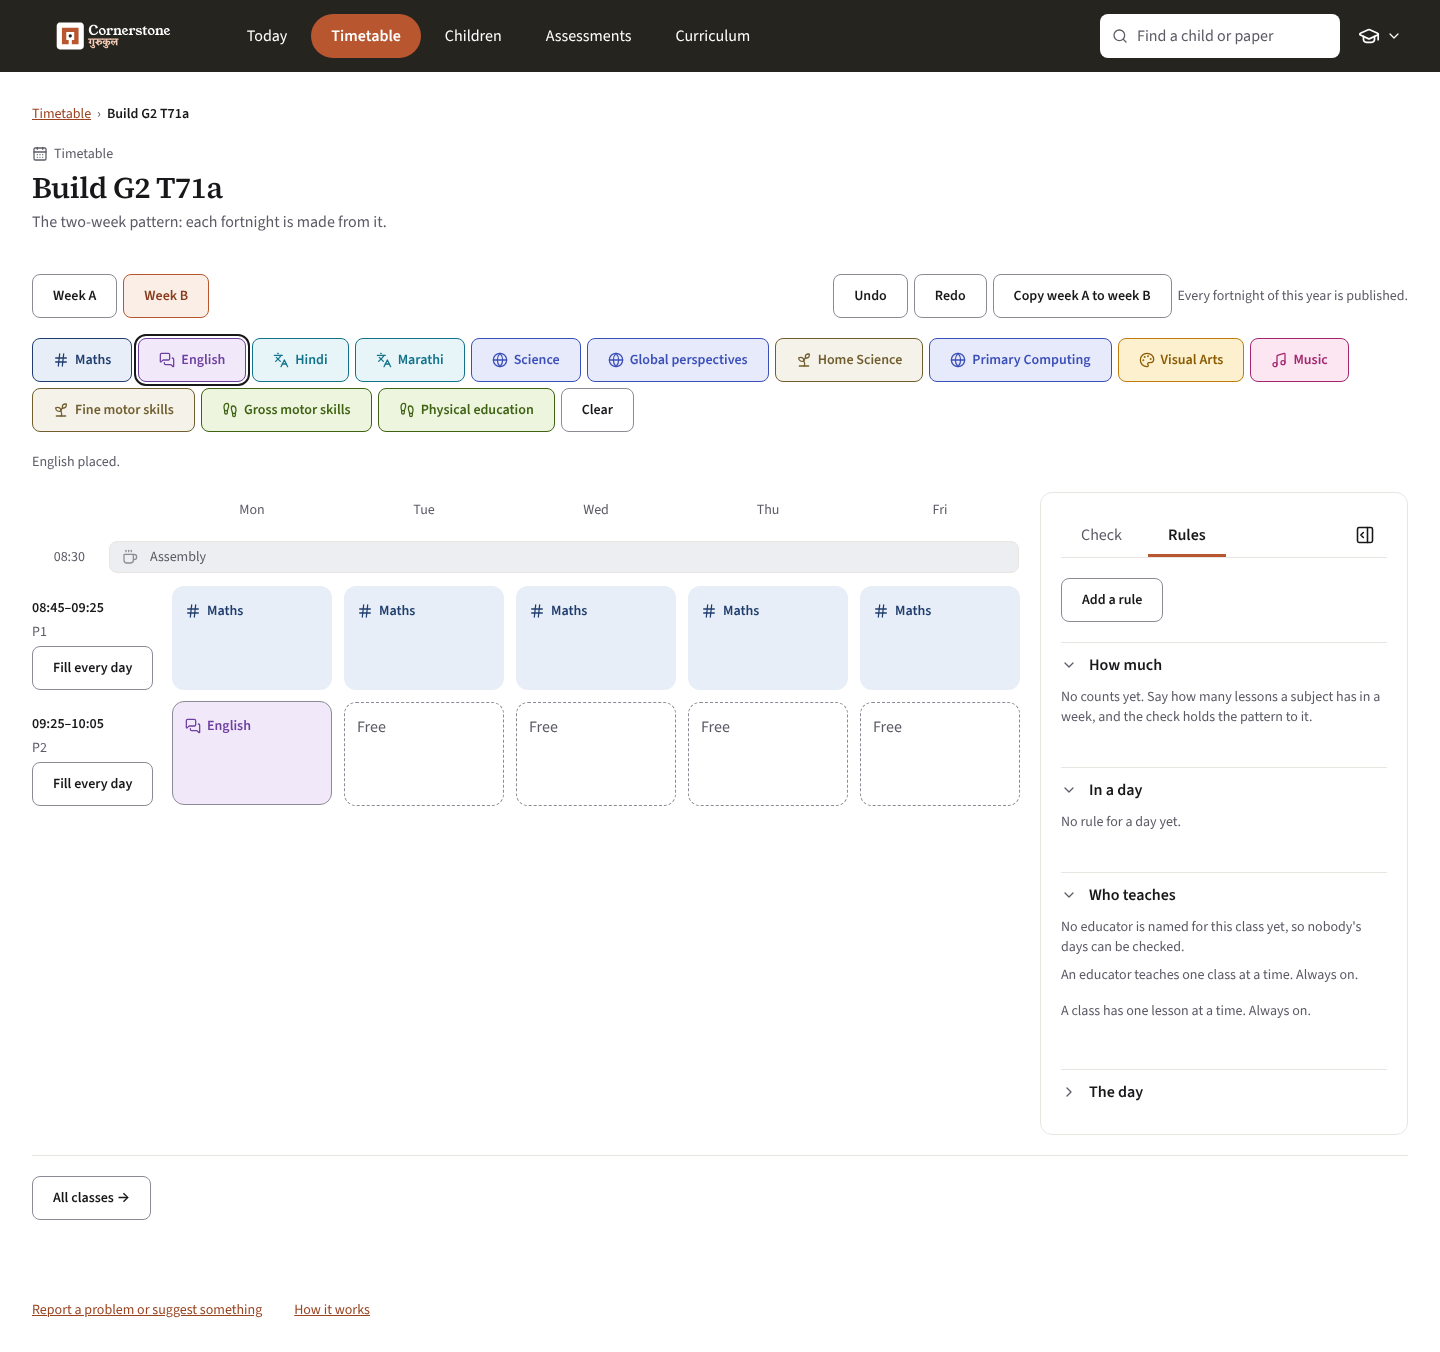 Cornerstone
गुरुकुल
Today
Timetable
Children
Assessments
Curriculum
Find a child or paper
Timetable › Build G2 T71a
Timetable
Build G2 T71a
The two-week pattern: each fortnight is made from it.
Week A
Week B
Undo
Redo
Copy week A to week B
Every fortnight of this year is published.
Maths
English
Hindi
Marathi
Science
Global perspectives
Home Science
Primary Computing
Visual Arts
Music
Fine motor skills
Gross motor skills
Physical education
Clear
English placed.
Mon
Tue
Wed
Thu
Fri
08:30
Assembly
08:45–09:25
P1
Fill every day
Maths
Maths
Maths
Maths
Maths
09:25–10:05
P2
Fill every day
English
Free
Free
Free
Free
Check
Rules
Add a rule
How much
No counts yet. Say how many lessons a subject has in a
week, and the check holds the pattern to it.
In a day
No rule for a day yet.
Who teaches
No educator is named for this class yet, so nobody's
days can be checked.
An educator teaches one class at a time. Always on.
A class has one lesson at a time. Always on.
The day
All classes →
Report a problem or suggest something
How it works